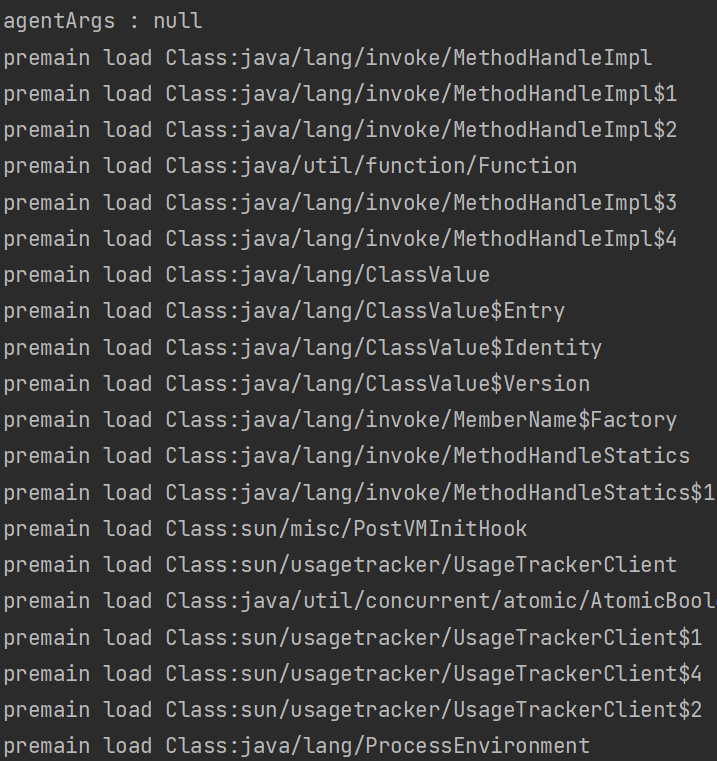 agentArgs : null
premain load Class:java/lang/invoke/MethodHandleImpl
premain load Class:java/lang/invoke/MethodHandleImpl$1
premain load Class:java/lang/invoke/MethodHandleImpl$2
premain load Class:java/util/function/Function
premain load Class:java/lang/invoke/MethodHandleImpl$3
premain load Class:java/lang/invoke/MethodHandleImpl$4
premain load Class:java/lang/ClassValue
premain load Class:java/lang/ClassValue$Entry
premain load Class:java/lang/ClassValue$Identity
premain load Class:java/lang/ClassValue$Version
premain load Class:java/lang/invoke/MemberName$Factory
premain load Class:java/lang/invoke/MethodHandleStatics
premain load Class:java/lang/invoke/MethodHandleStatics$1
premain load Class:sun/misc/PostVMInitHook
premain load Class:sun/usagetracker/UsageTrackerClient
premain load Class:java/util/concurrent/atomic/AtomicBool
premain load Class:sun/usagetracker/UsageTrackerClient$1
premain load Class:sun/usagetracker/UsageTrackerClient$4
premain load Class:sun/usagetracker/UsageTrackerClient$2
premain load Class:java/lang/ProcessEnvironment